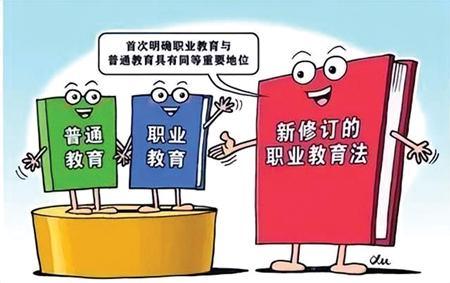 首次明确职业教育与
普通教育具有同等重要地位
普通
教育
职业
教育
新修订的
职业教育法